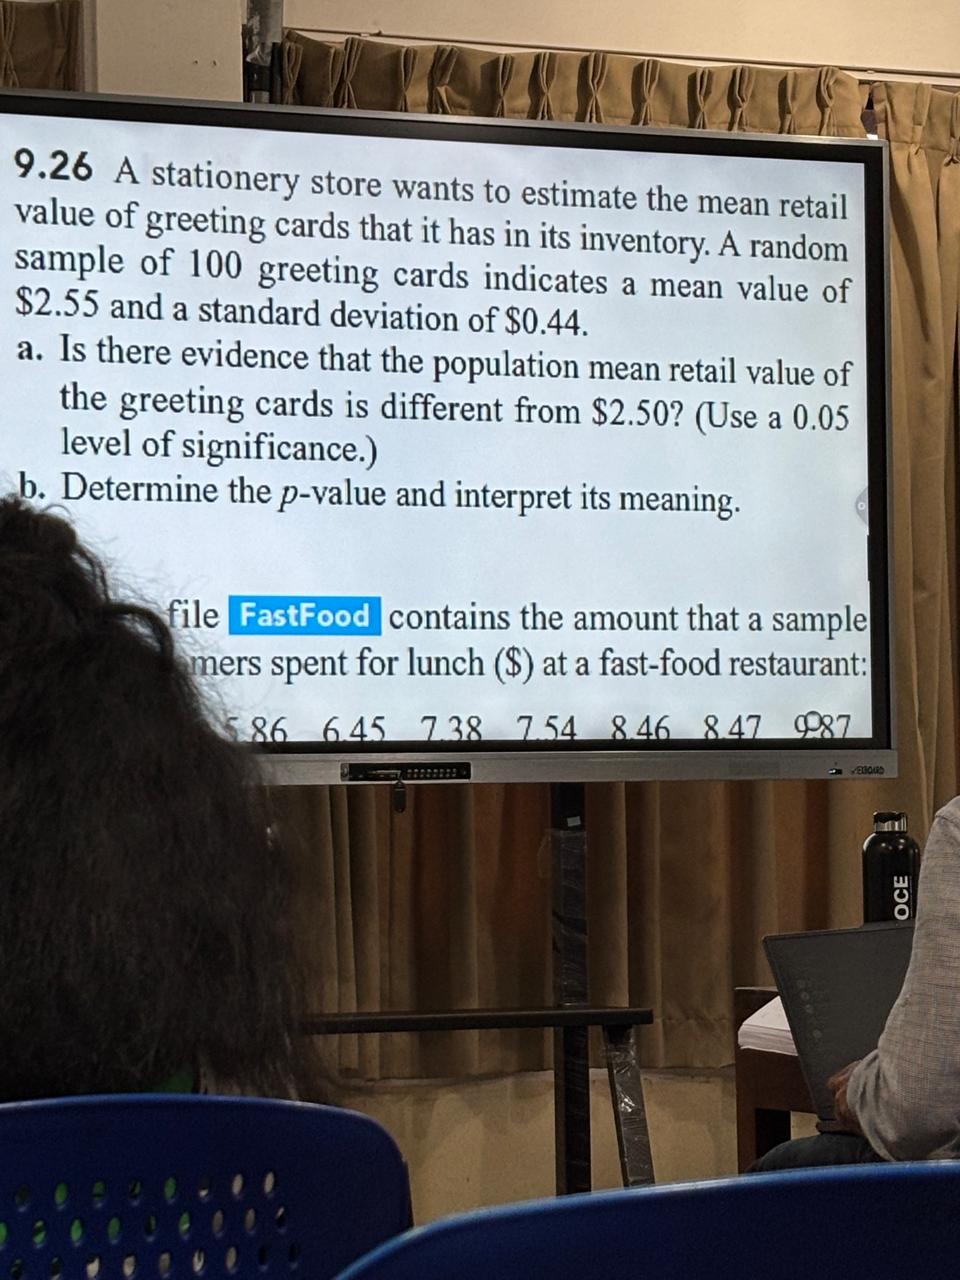 9.26 A stationery store wants to estimate the mean retail
value of greeting cards that it has in its inventory. A random
sample of 100 greeting cards indicates a mean value of
$2.55 and a standard deviation of $0.44.
a. Is there evidence that the population mean retail value of
the greeting cards is different from $2.50? (Use a 0.05
level of significance.)
b. Determine the p-value and interpret its meaning.
file FastFood contains the amount that a sample
mers spent for lunch ($) at a fast-food restaurant:
5.86 6.45 7.38 7.54 8.46 8.47
OCE